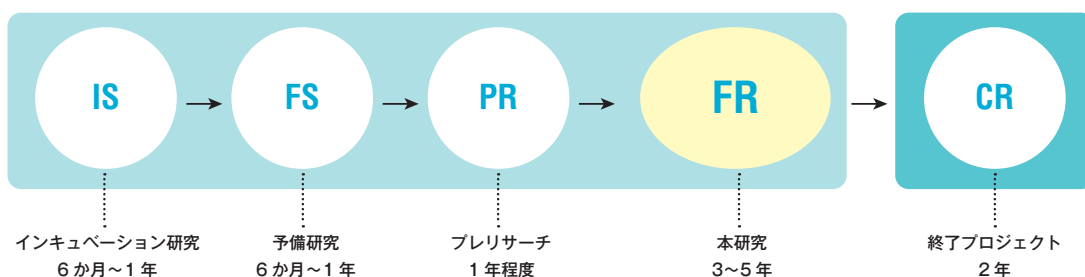 IS
FS
PR
FR
CR
インキュベーション研究
6か月〜1年
予備研究
6か月〜1年
プレリサーチ
1年程度
本研究
3〜5年
終了プロジェクト
2年